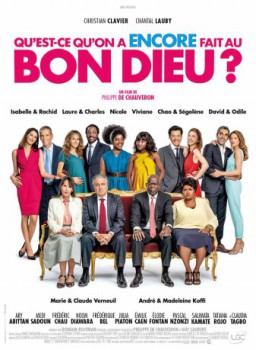 CHRISTIAN CLAVIER CHANTAL LAUBY
QU'EST-CE QU'ON A ENCORE FAIT AU
BON DIEU ?
UN FILM DE
PHILIPPE DE CHAUVERON
Isabelle & Rachid Laure & Charles Nicole Viviane Chao & Ségolène David & Odile
Marie & Claude Verneuil André & Madeleine Koffi
ARY ABITTAN MEDI SADOUN FRÉDÉRIC CHAU NOOM DIAWARA FRÉDÉRIQUE BEL JULIA PIATON ÉMILIE CAEN ÉLODIE FONTAN PASCAL NZONZI SALIMATA KAMATE TATIANA ROJO CLAUDIA TAGBO
UGC